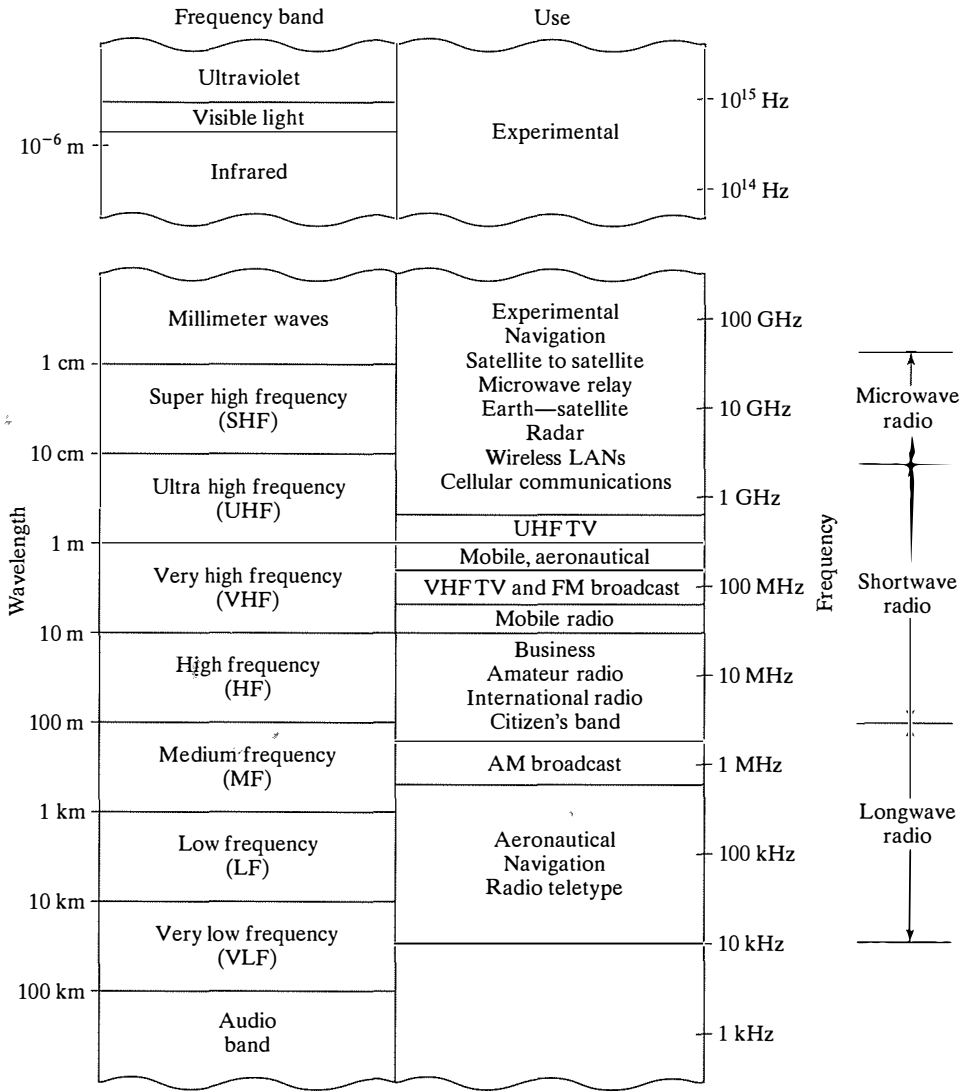 Frequency band
Use
Ultraviolet
10¹⁵ Hz
Visible light
Experimental
10⁻⁶ m
Infrared
10¹⁴ Hz
Experimental
Millimeter waves
100 GHz
Navigation
Satellite to satellite
1 cm
Microwave relay
Super high frequency
(SHF)
Earth—satellite
10 GHz
Microwave
radio
Radar
10 cm
Wireless LANs
Cellular communications
Ultra high frequency
(UHF)
1 GHz
UHF TV
1 m
Mobile, aeronautical
Wavelength
Very high frequency
(VHF)
VHF TV and FM broadcast
100 MHz
Frequency
Shortwave
radio
Mobile radio
10 m
Business
High frequency
(HF)
Amateur radio
10 MHz
International radio
100 m
Citizen's band
Medium frequency
(MF)
AM broadcast
1 MHz
1 km
Longwave
radio
Low frequency
(LF)
Aeronautical
100 kHz
Navigation
Radio teletype
10 km
Very low frequency
(VLF)
10 kHz
100 km
Audio
band
1 kHz